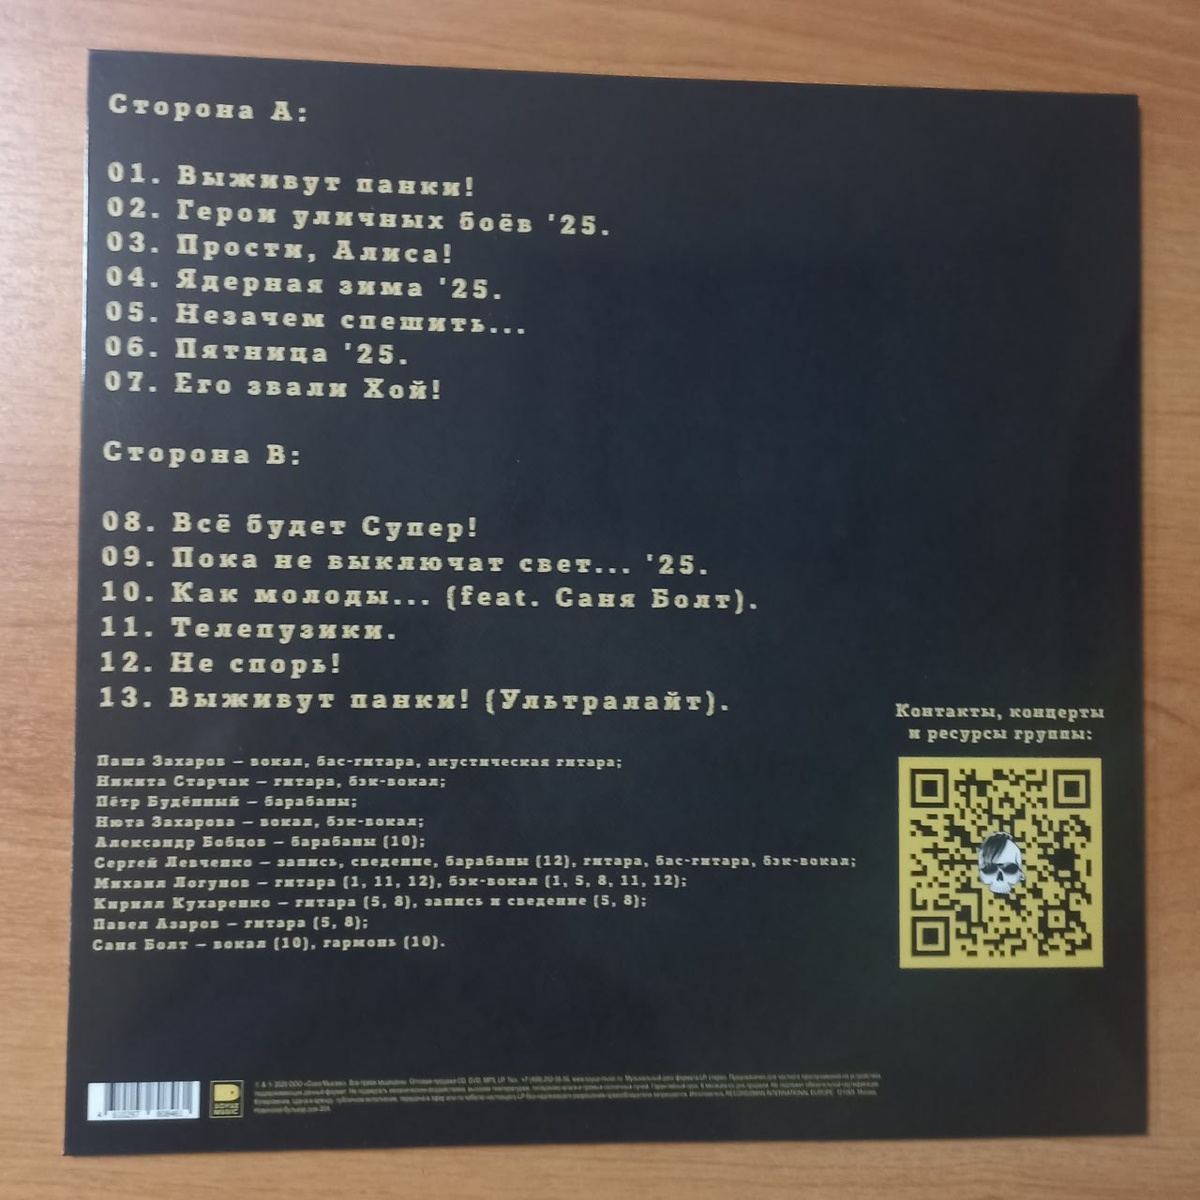 Сторона А:
01. Выживут панки!
02. Герои уличных боёв '25.
03. Прости, Алиса!
04. Ядерная зима '25.
05. Незачем спешить...
06. Пятница '25.
07. Его звали Хой!
Сторона В:
08. Всё будет Супер!
09. Пока не выключат свет... '25.
10. Как молоды... (feat. Саня Болт).
11. Телепузики.
12. Не спорь!
13. Выживут панки! (Ультралайт).
Контакты, концерты
и ресурсы группы:
Паша Захаров – вокал, бас-гитара, акустическая гитара;
Никита Старчак – гитара, бэк-вокал;
Пётр Будённый – барабаны;
Нюта Захарова – вокал, бэк-вокал;
Александр Бобцов – барабаны (10);
Сергей Левченко – запись, сведение, барабаны (12), гитара, бас-гитара, бэк-вокал;
Михаил Логунов – гитара (1, 11, 12), бэк-вокал (1, 5, 8, 11, 12);
Кирилл Кухаренко – гитара (5, 8), запись и сведение (5, 8);
Павел Азаров – гитара (5, 8);
Саня Болт – вокал (10), гармонь (10).
SOYUZ
MUSIC